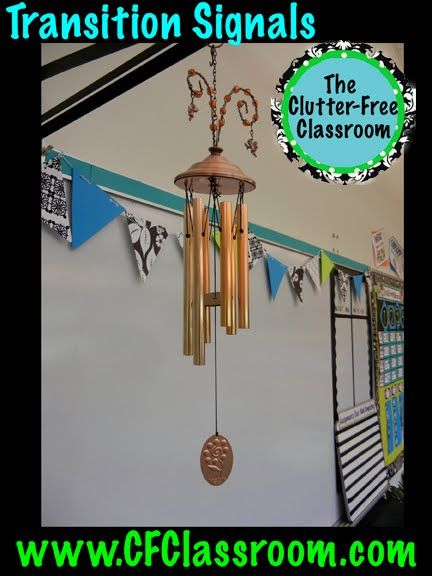 Transition Signals
The
Clutter-Free
Classroom
www.CFClassroom.com